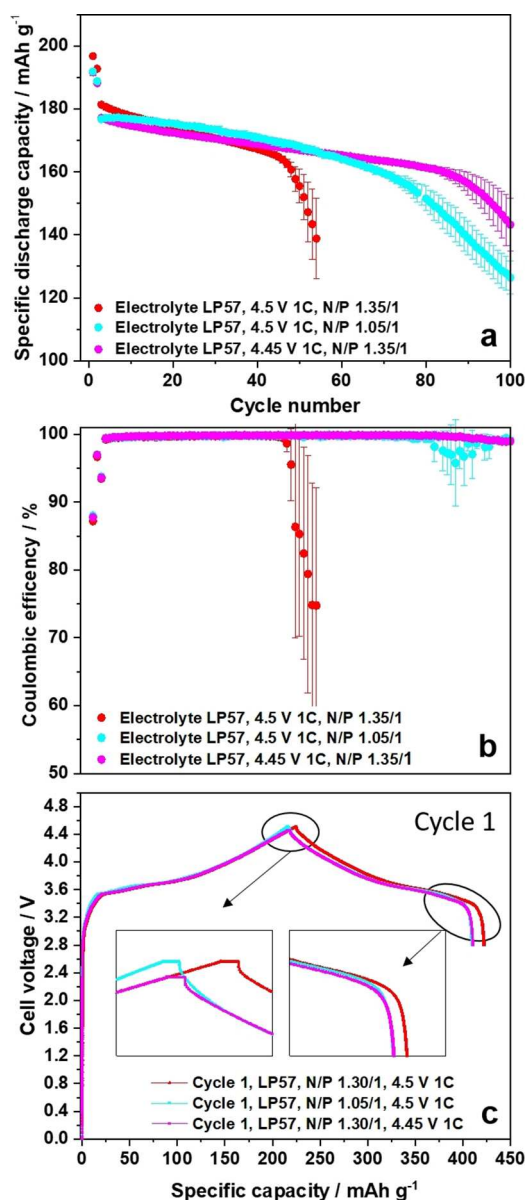 200
180
160
140
120
100
Specific discharge capacity / mAh g-1
Electrolyte LP57, 4.5 V 1C, N/P 1.35/1
Electrolyte LP57, 4.5 V 1C, N/P 1.05/1
Electrolyte LP57, 4.45 V 1C, N/P 1.35/1
a
0 20 40 60 80 100
Cycle number
100
90
80
70
60
50
Coulombic efficency / %
Electrolyte LP57, 4.5 V 1C, N/P 1.35/1
Electrolyte LP57, 4.5 V 1C, N/P 1.05/1
Electrolyte LP57, 4.45 V 1C, N/P 1.35/1
b
4.8
4.4
4.0
3.6
3.2
2.8
2.4
2.0
1.6
1.2
0.8
0.4
0.0
Cell voltage / V
Cycle 1
Cycle 1, LP57, N/P 1.30/1, 4.5 V 1C
Cycle 1, LP57, N/P 1.05/1, 4.5 V 1C
Cycle 1, LP57, N/P 1.30/1, 4.45 V 1C
c
0 50 100 150 200 250 300 350 400 450
Specific capacity / mAh g-1